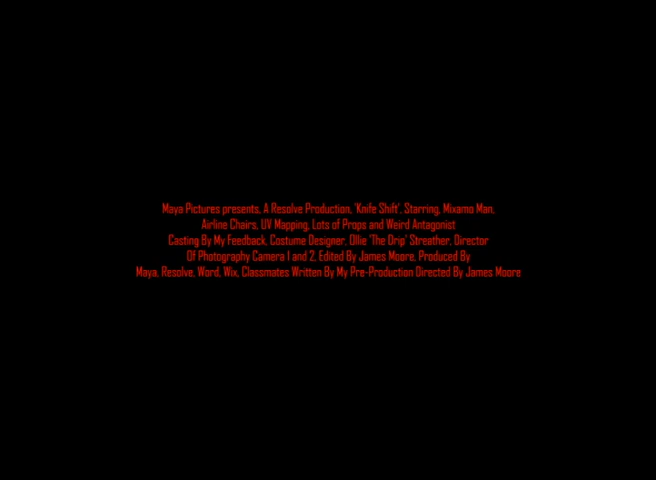 Maya Pictures presents, A Resolve Production, 'Knife Shift', Starring, Mixamo Man,
Airline Chairs, UV Mapping, Lots of Props and Weird Antagonist
Casting By My Feedback, Costume Designer, Ollie 'The Drip' Streather, Director
Of Photography Camera 1 and 2, Edited By James Moore, Produced By
Maya, Resolve, Word, Wix, Classmates Written By My Pre-Production Directed By James Moore